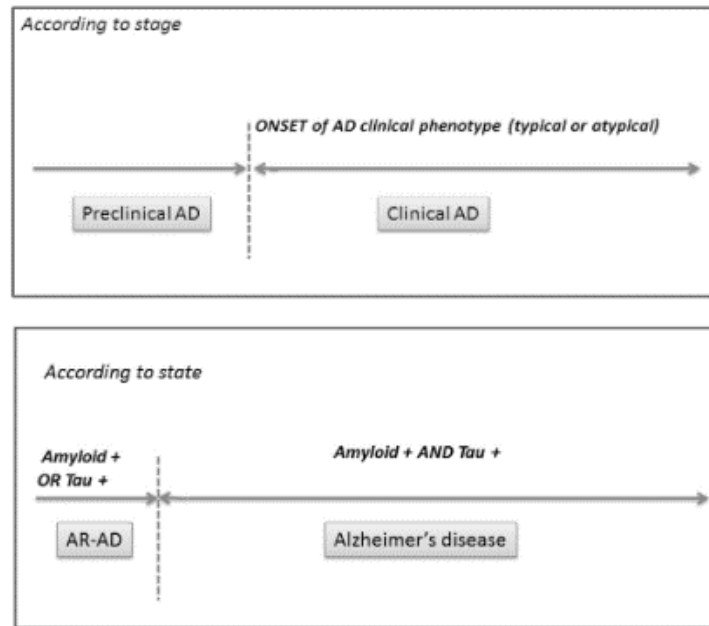 According to stage
ONSET of AD clinical phenotype (typical or atypical)
Preclinical AD
Clinical AD
According to state
Amyloid +
OR Tau +
Amyloid + AND Tau +
AR-AD
Alzheimer's disease